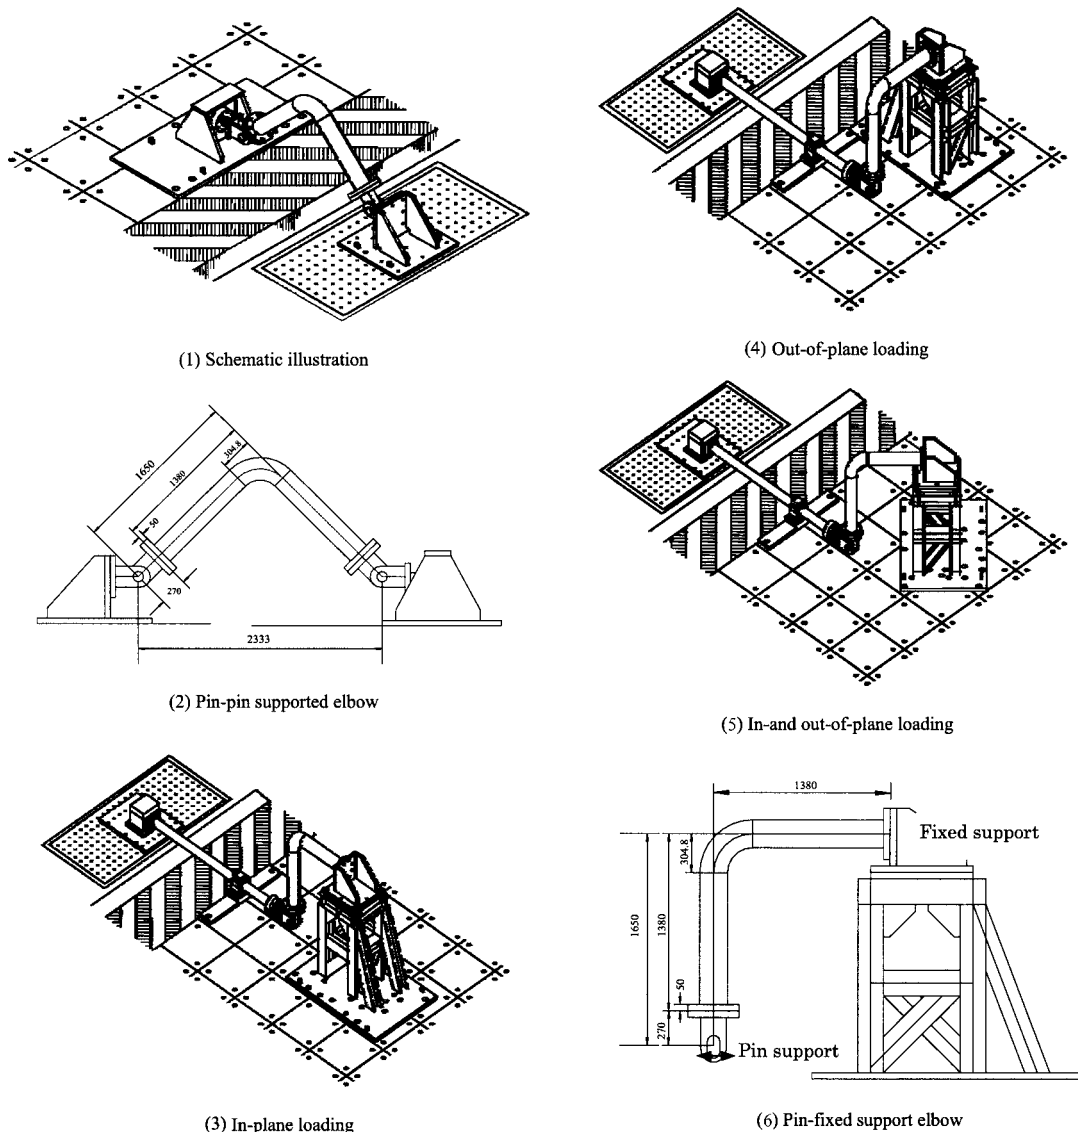 (1) Schematic illustration
1650
1380
304.8
50
270
2333
(2) Pin-pin supported elbow
(3) In-plane loading
(4) Out-of-plane loading
(5) In-and out-of-plane loading
1380
Fixed support
304.8
1650
1380
50
270
Pin support
(6) Pin-fixed support elbow